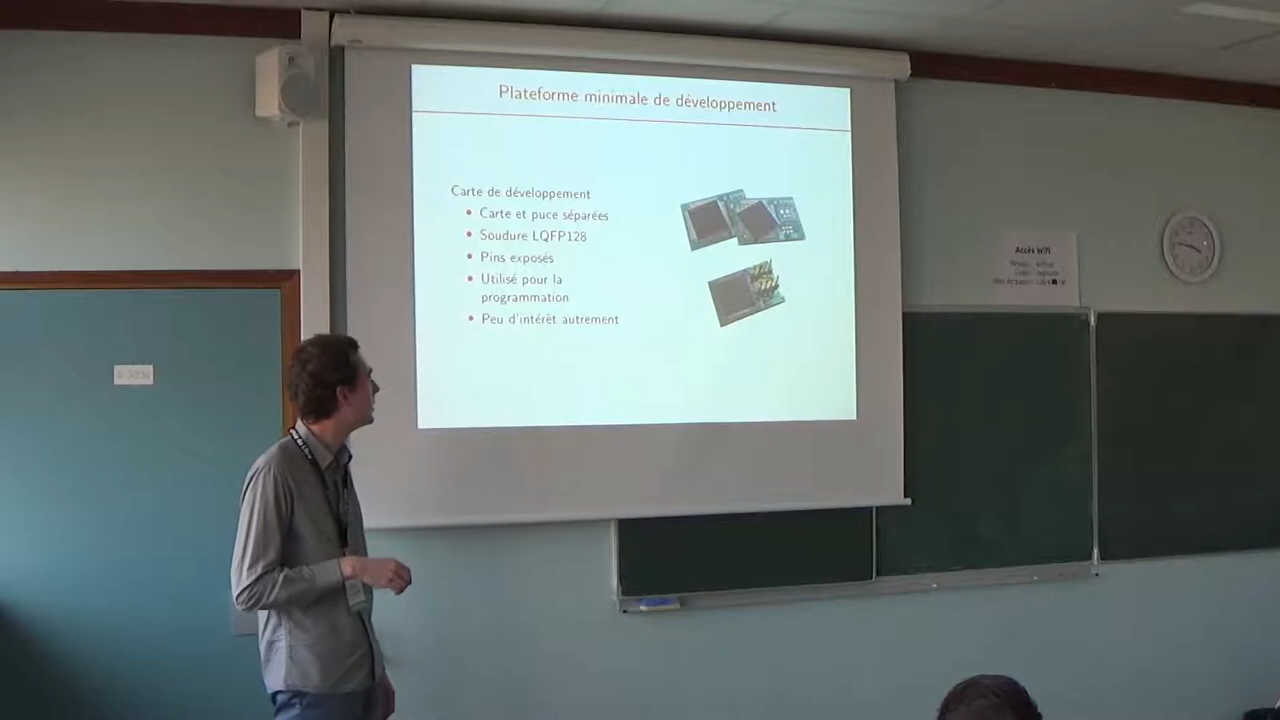 Plateforme minimale de développement
Carte de développement
Carte et puce séparées
Soudure LQFP128
Pins exposés
Utilisé pour la
programmation
Peu d'intérêt autrement
Accès Wifi